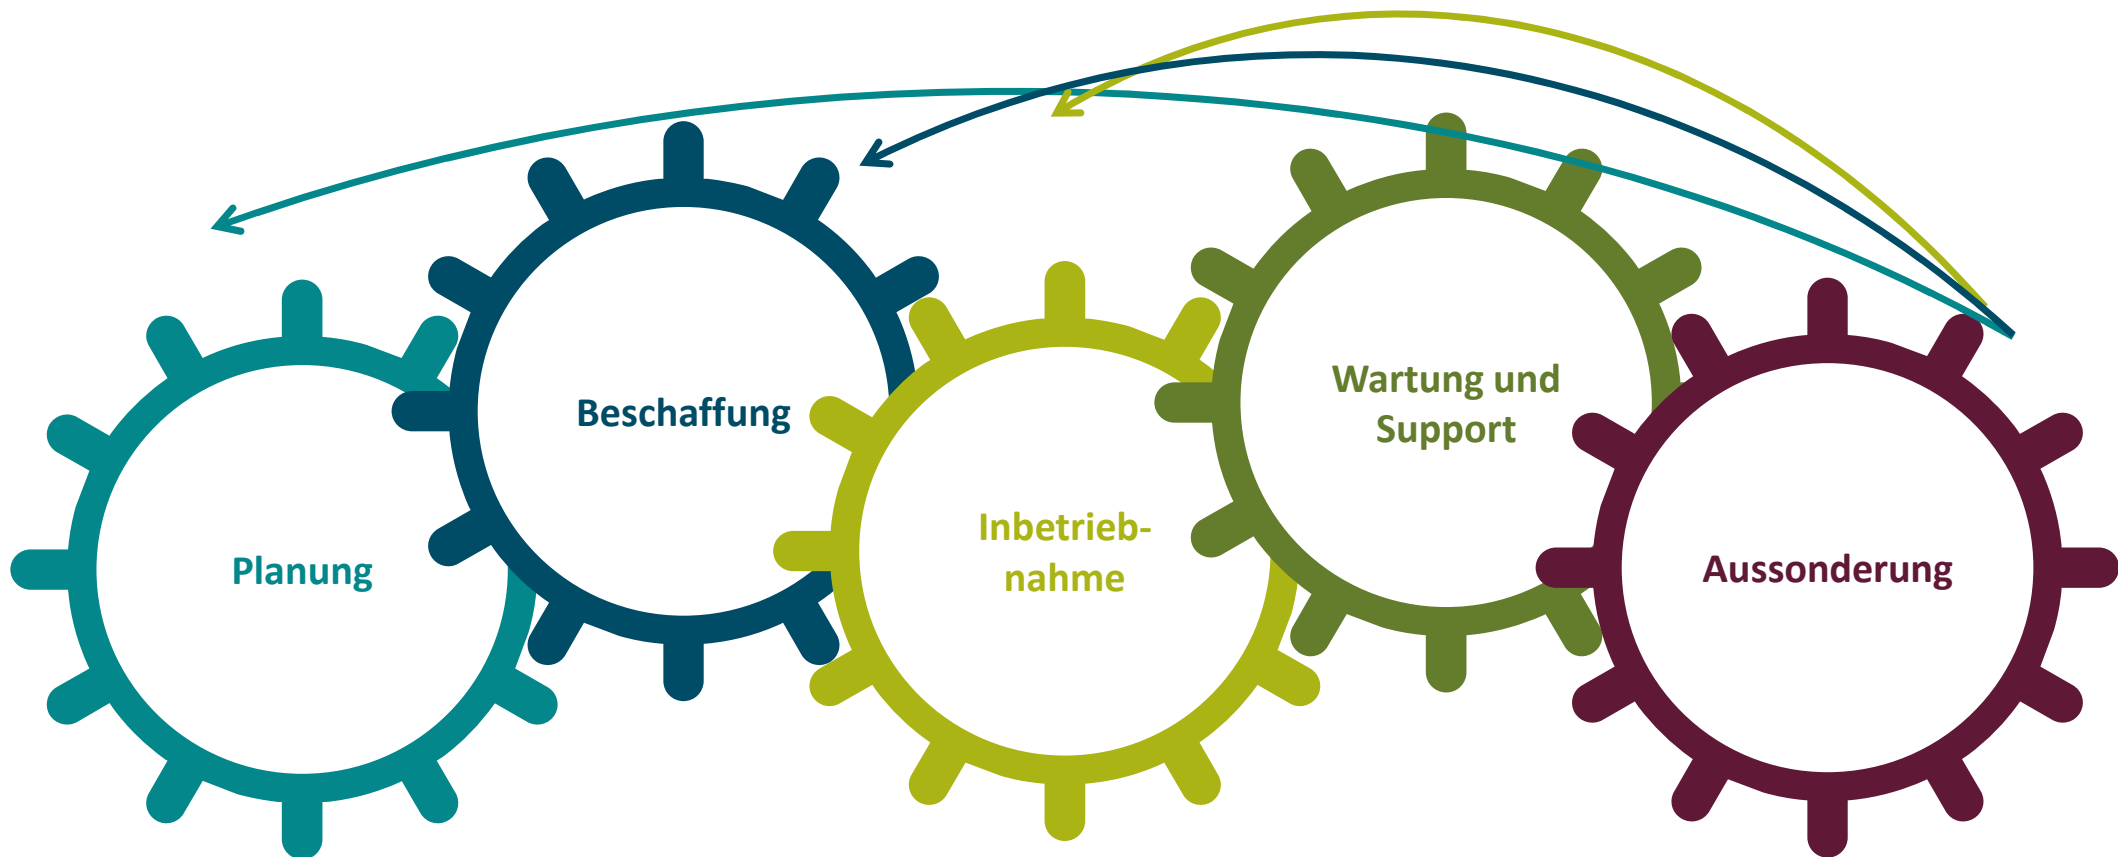 Planung
Beschaffung
Inbetrieb-
nahme
Wartung und
Support
Aussonderung